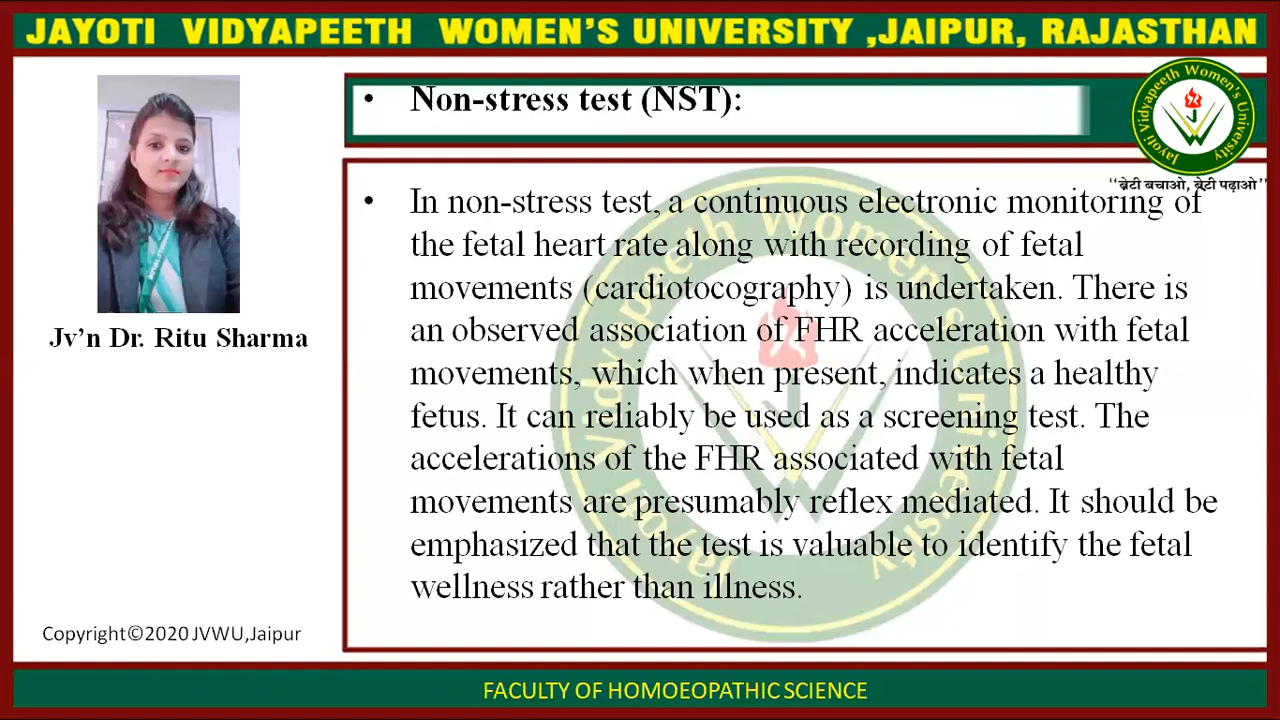 JAYOTI VIDYAPEETH WOMEN'S UNIVERSITY ,JAIPUR, RAJASTHAN
• Non-stress test (NST):
Jayoti Vidyapeeth Women's University
"बेटी बचाओ, बेटी पढ़ाओ"
Jv'n Dr. Ritu Sharma
• In non-stress test, a continuous electronic monitoring of
the fetal heart rate along with recording of fetal
movements (cardiotocography) is undertaken. There is
an observed association of FHR acceleration with fetal
movements, which when present, indicates a healthy
fetus. It can reliably be used as a screening test. The
accelerations of the FHR associated with fetal
movements are presumably reflex mediated. It should be
emphasized that the test is valuable to identify the fetal
wellness rather than illness.
Copyright©2020 JVWU,Jaipur
FACULTY OF HOMOEOPATHIC SCIENCE